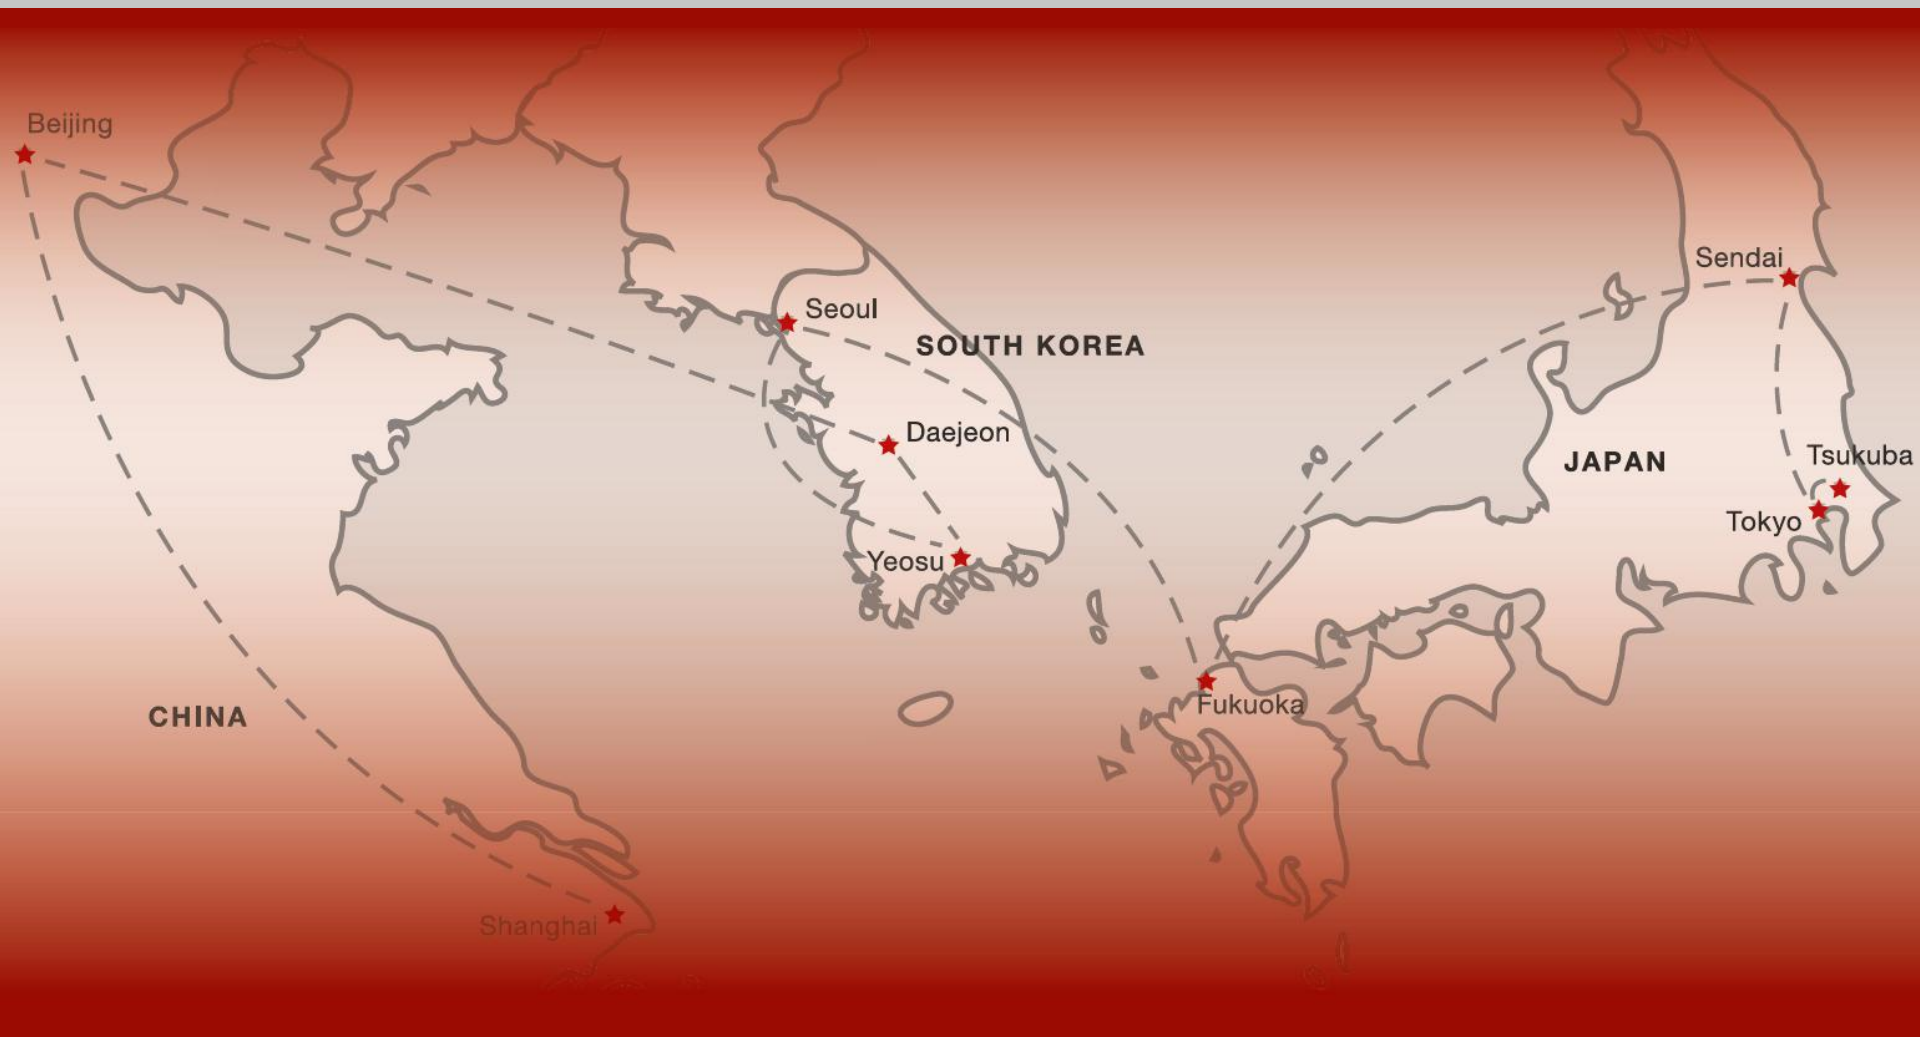 Beijing
Sendai
Seoul
SOUTH KOREA
Daejeon
Tsukuba
JAPAN
Tokyo
Yeosu
Fukuoka
CHINA
Shanghai